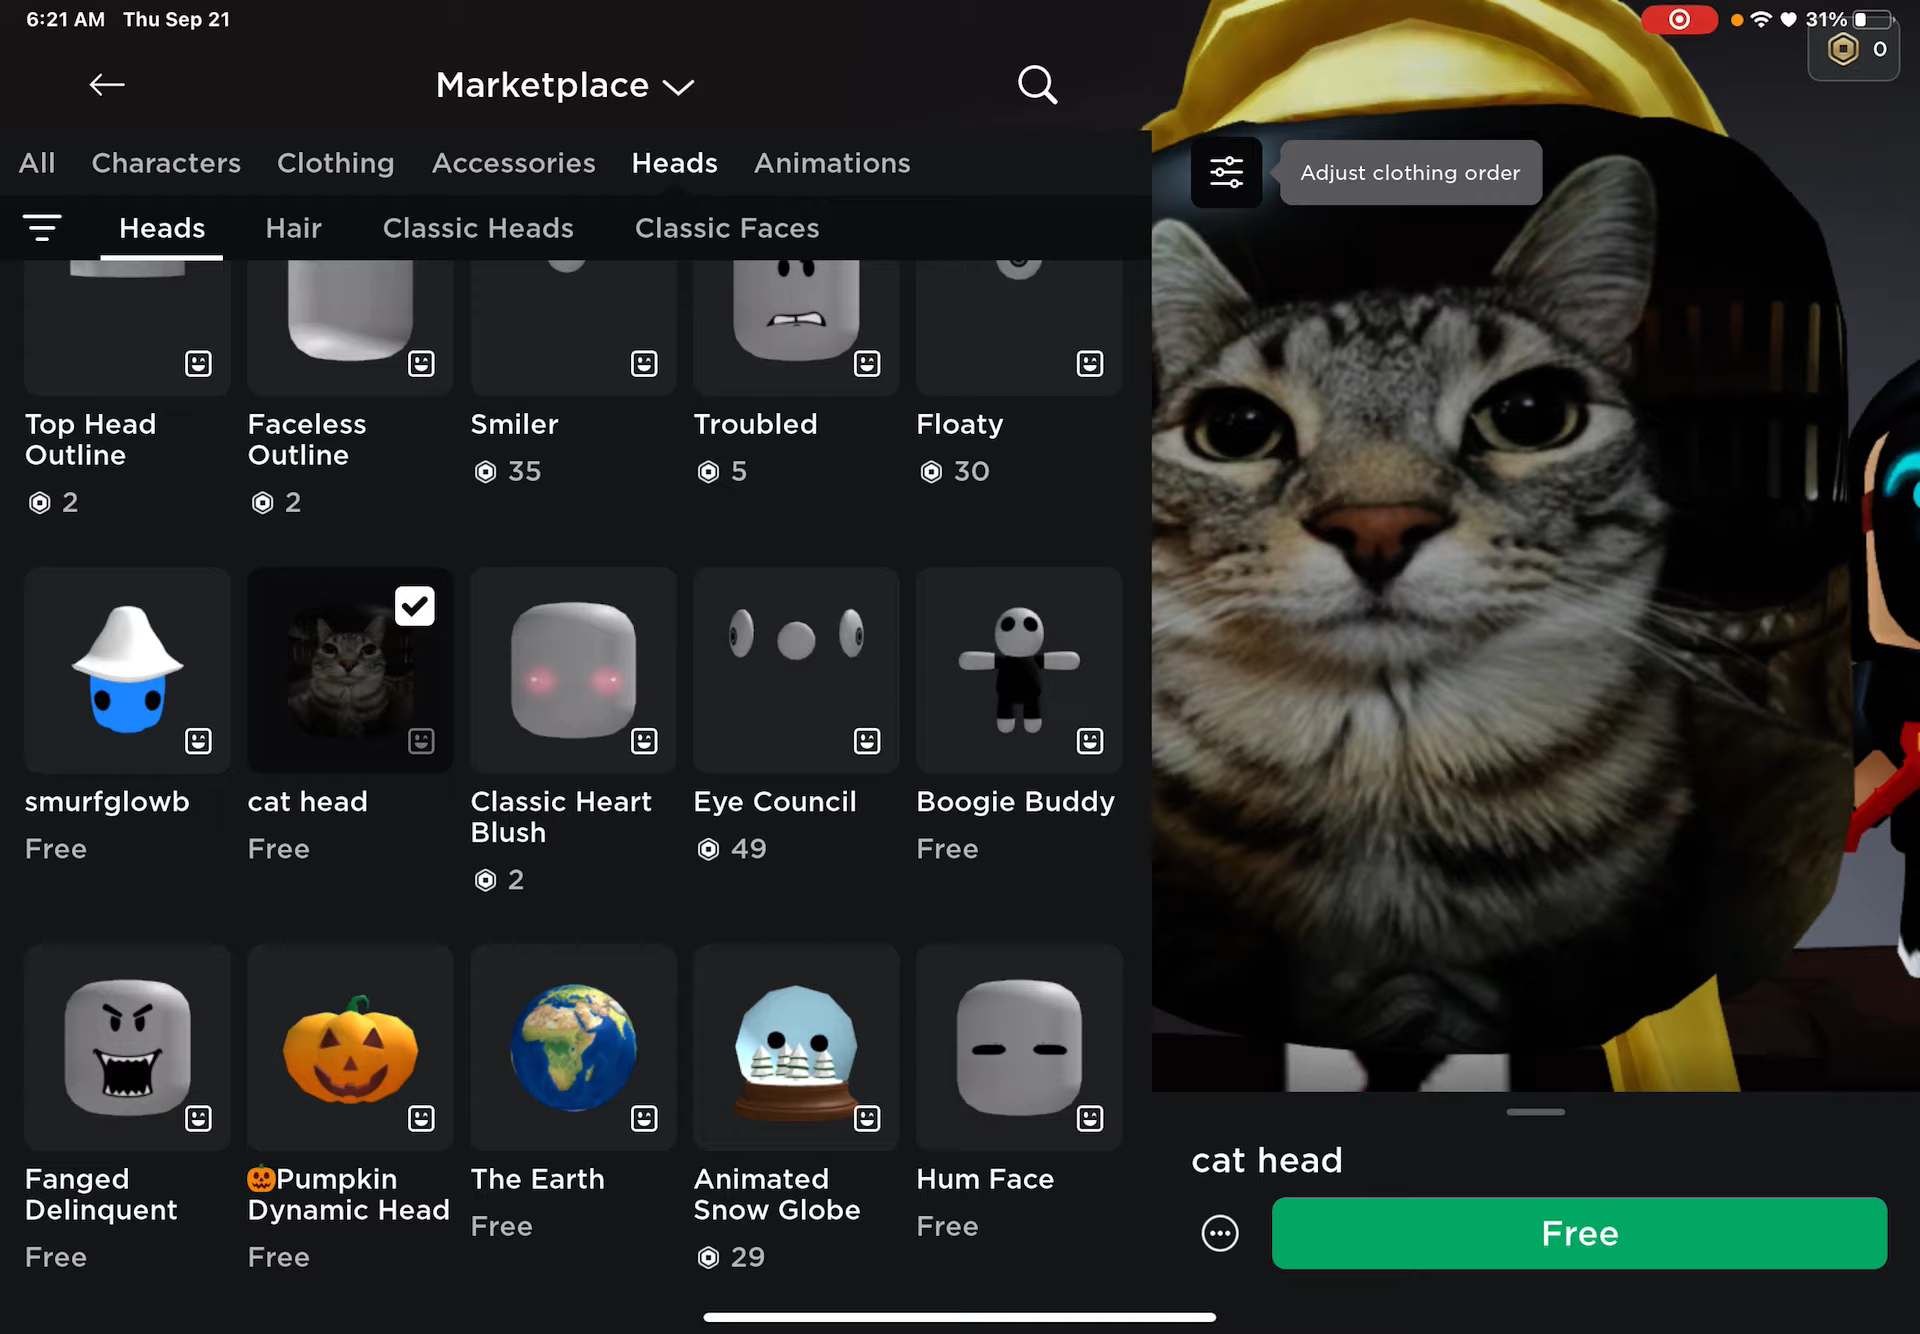 6:21 AM Thu Sep 21
31%
0
Marketplace
All Characters Clothing Accessories Heads Animations
Adjust clothing order
Heads Hair Classic Heads Classic Faces
Top Head
Outline
2
Faceless
Outline
2
Smiler
35
Troubled
5
Floaty
30
smurfglowb
Free
cat head
Free
Classic Heart
Blush
2
Eye Council
49
Boogie Buddy
Free
Fanged
Delinquent
Free
🎃Pumpkin
Dynamic Head
Free
The Earth
Free
Animated
Snow Globe
29
Hum Face
Free
cat head
Free